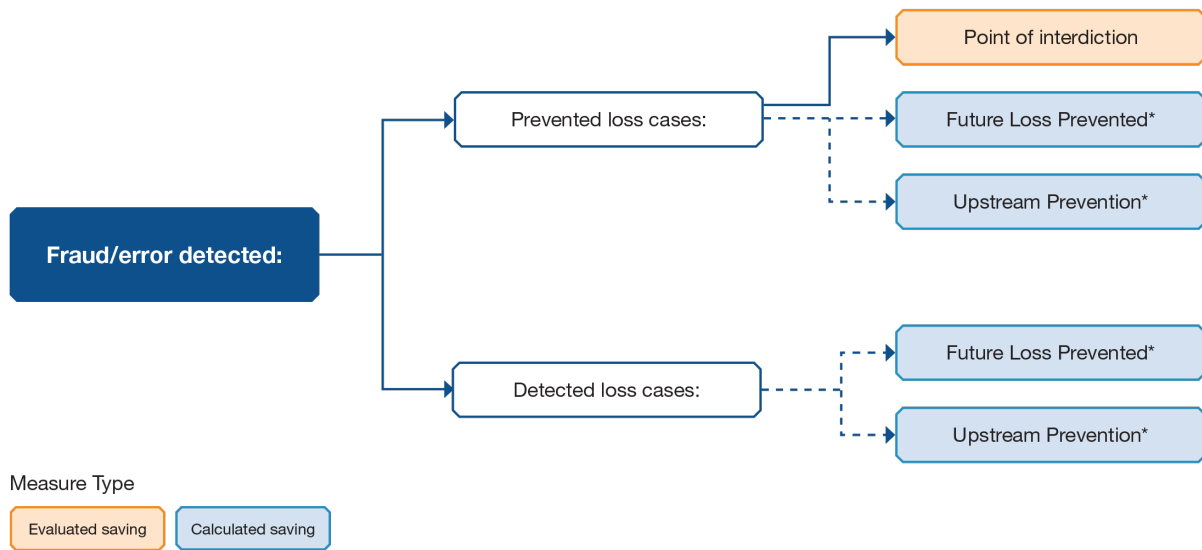 Point of interdiction
Prevented loss cases:
Future Loss Prevented*
Upstream Prevention*
Fraud/error detected:
Future Loss Prevented*
Detected loss cases:
Upstream Prevention*
Measure Type
Evaluated saving
Calculated saving